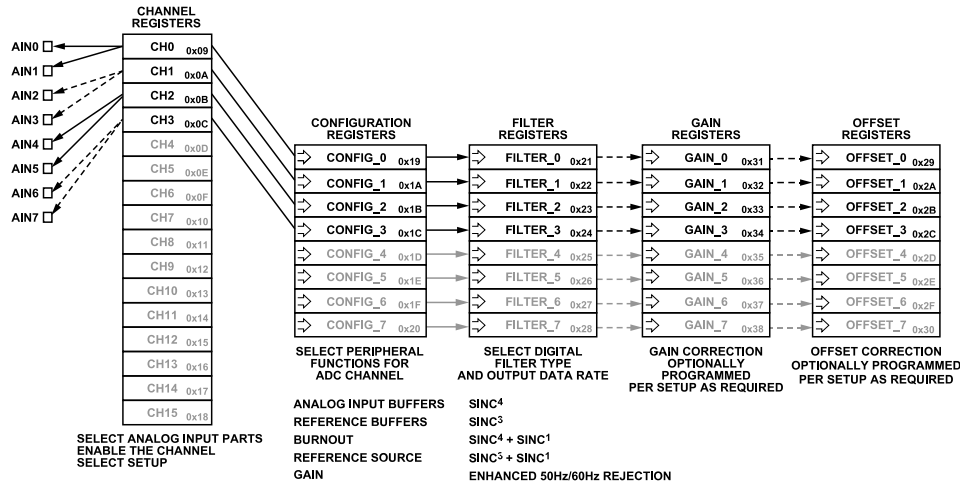 CHANNEL
REGISTERS
AIN0
AIN1
AIN2
AIN3
AIN4
AIN5
AIN6
AIN7
CH0 0x09
CH1 0x0A
CH2 0x0B
CH3 0x0C
CH4 0x0D
CH5 0x0E
CH6 0x0F
CH7 0x10
CH8 0x11
CH9 0x12
CH10 0x13
CH11 0x14
CH12 0x15
CH13 0x16
CH14 0x17
CH15 0x18
SELECT ANALOG INPUT PARTS
ENABLE THE CHANNEL
SELECT SETUP
CONFIGURATION
REGISTERS
CONFIG_0 0x19
CONFIG_1 0x1A
CONFIG_2 0x1B
CONFIG_3 0x1C
CONFIG_4 0x1D
CONFIG_5 0x1E
CONFIG_6 0x1F
CONFIG_7 0x20
SELECT PERIPHERAL
FUNCTIONS FOR
ADC CHANNEL
ANALOG INPUT BUFFERS
REFERENCE BUFFERS
BURNOUT
REFERENCE SOURCE
GAIN
FILTER
REGISTERS
FILTER_0 0x21
FILTER_1 0x22
FILTER_2 0x23
FILTER_3 0x24
FILTER_4 0x25
FILTER_5 0x26
FILTER_6 0x27
FILTER_7 0x28
SELECT DIGITAL
FILTER TYPE
AND OUTPUT DATA RATE
SINC⁴
SINC³
SINC⁴ + SINC¹
SINC³ + SINC¹
ENHANCED 50Hz/60Hz REJECTION
GAIN
REGISTERS
GAIN_0 0x31
GAIN_1 0x32
GAIN_2 0x33
GAIN_3 0x34
GAIN_4 0x35
GAIN_5 0x36
GAIN_6 0x37
GAIN_7 0x38
GAIN CORRECTION
OPTIONALLY
PROGRAMMED
PER SETUP AS REQUIRED
OFFSET
REGISTERS
OFFSET_0 0x29
OFFSET_1 0x2A
OFFSET_2 0x2B
OFFSET_3 0x2C
OFFSET_4 0x2D
OFFSET_5 0x2E
OFFSET_6 0x2F
OFFSET_7 0x30
OFFSET CORRECTION
OPTIONALLY PROGRAMMED
PER SETUP AS REQUIRED